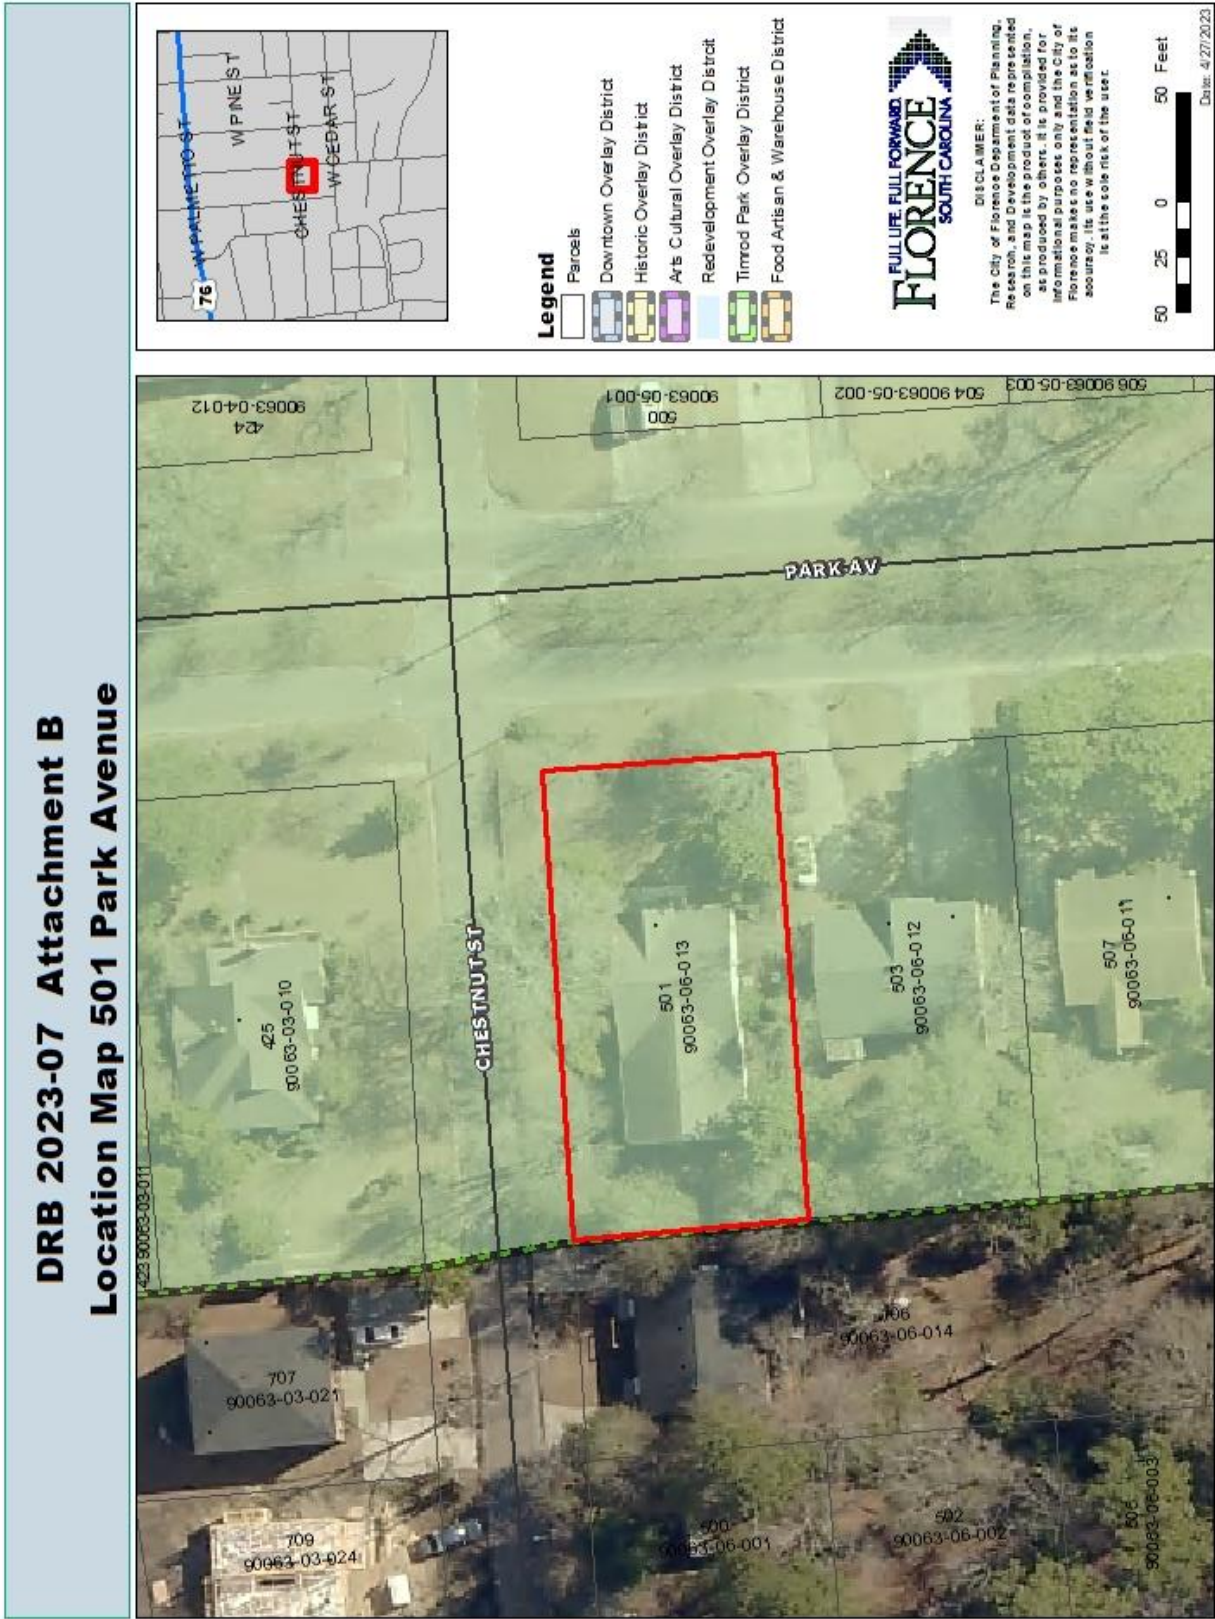 DRB 2023-07 Attachment B
Location Map 501 Park Avenue
423 90063-03-011
425
90063-03-010
424
90063-04-012
CHESTNUT ST
PARK AV
500
90063-05-001
504 90063-05-002
506 90063-05-003
501
90063-06-013
503
90063-06-012
507
90063-06-011
707
90063-03-021
709
90063-03-024
90063-06-014
600
90063-06-001
502
90063-06-002
90063-06-003
76
W PALMETTO ST
W PINE ST
CHESTNUT ST
W CEDAR ST
Legend
Parcels
Downtown Overlay District
Historic Overlay District
Arts Cultural Overlay District
Redevelopment Overlay Distrcit
Timrod Park Overlay District
Food Artisan & Warehouse District
FULL LIFE. FULL FORWARD.
FLORENCE
SOUTH CAROLINA
DISCLAIMER:
The City of Florence Deparment of Planning,
Research, and Development data represented
on this map is the product of compilation,
as produced by others. It is provided for
informational purposes only and the City of
Florence makes no representation as to its
accuracy. Its use without field verification
is at the sole risk of the user.
50 25 0 50 Feet
Date: 4/27/2023